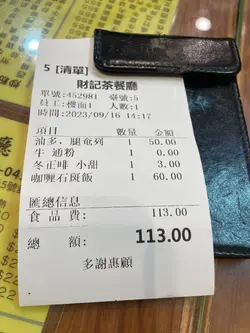 5 [清單]
財記茶餐廳
單號:452981 臺號:5
員工:樓面1 人數:1
時間:2023/09/16 14:17
項目 數量 金額
油多，腿奄列 1 50.00
牛 通粉 1 0.00
冬正啡 小甜 1 3.00
咖喱石斑飯 1 60.00
匯總信息
食 品 費: 113.00
總 額: 113.00
多謝惠顧